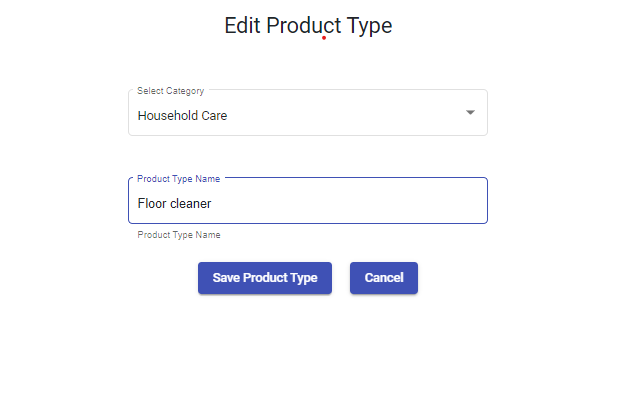 Edit Product Type
Select Category
Household Care
Product Type Name
Floor cleaner
Product Type Name
Save Product Type
Cancel